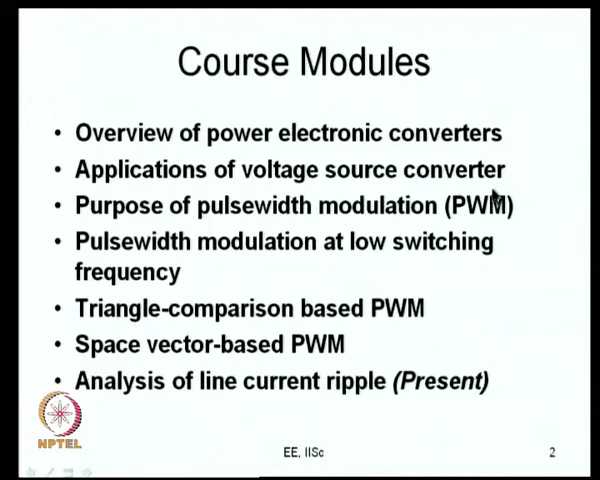 Course Modules
• Overview of power electronic converters
• Applications of voltage source converter
• Purpose of pulsewidth modulation (PWM)
• Pulsewidth modulation at low switching
frequency
• Triangle-comparison based PWM
• Space vector-based PWM
• Analysis of line current ripple (Present)
NPTEL
EE, IISc
2